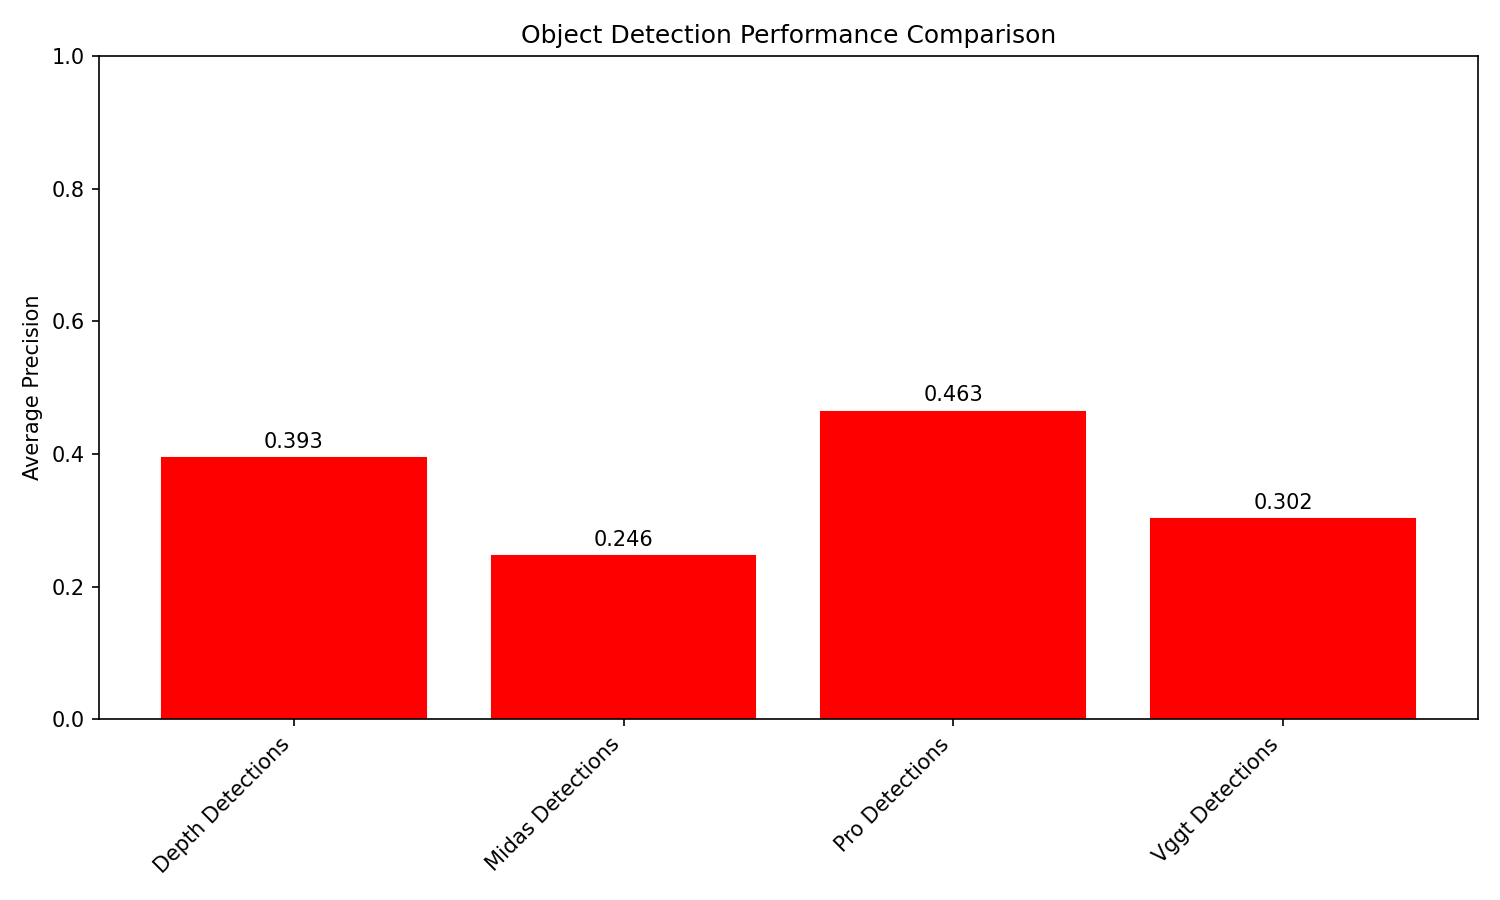 Object Detection Performance Comparison
1.0
0.8
0.6
0.4
0.2
0.0
Average Precision
0.393
0.246
0.463
0.302
Depth Detections
Midas Detections
Pro Detections
Vggt Detections